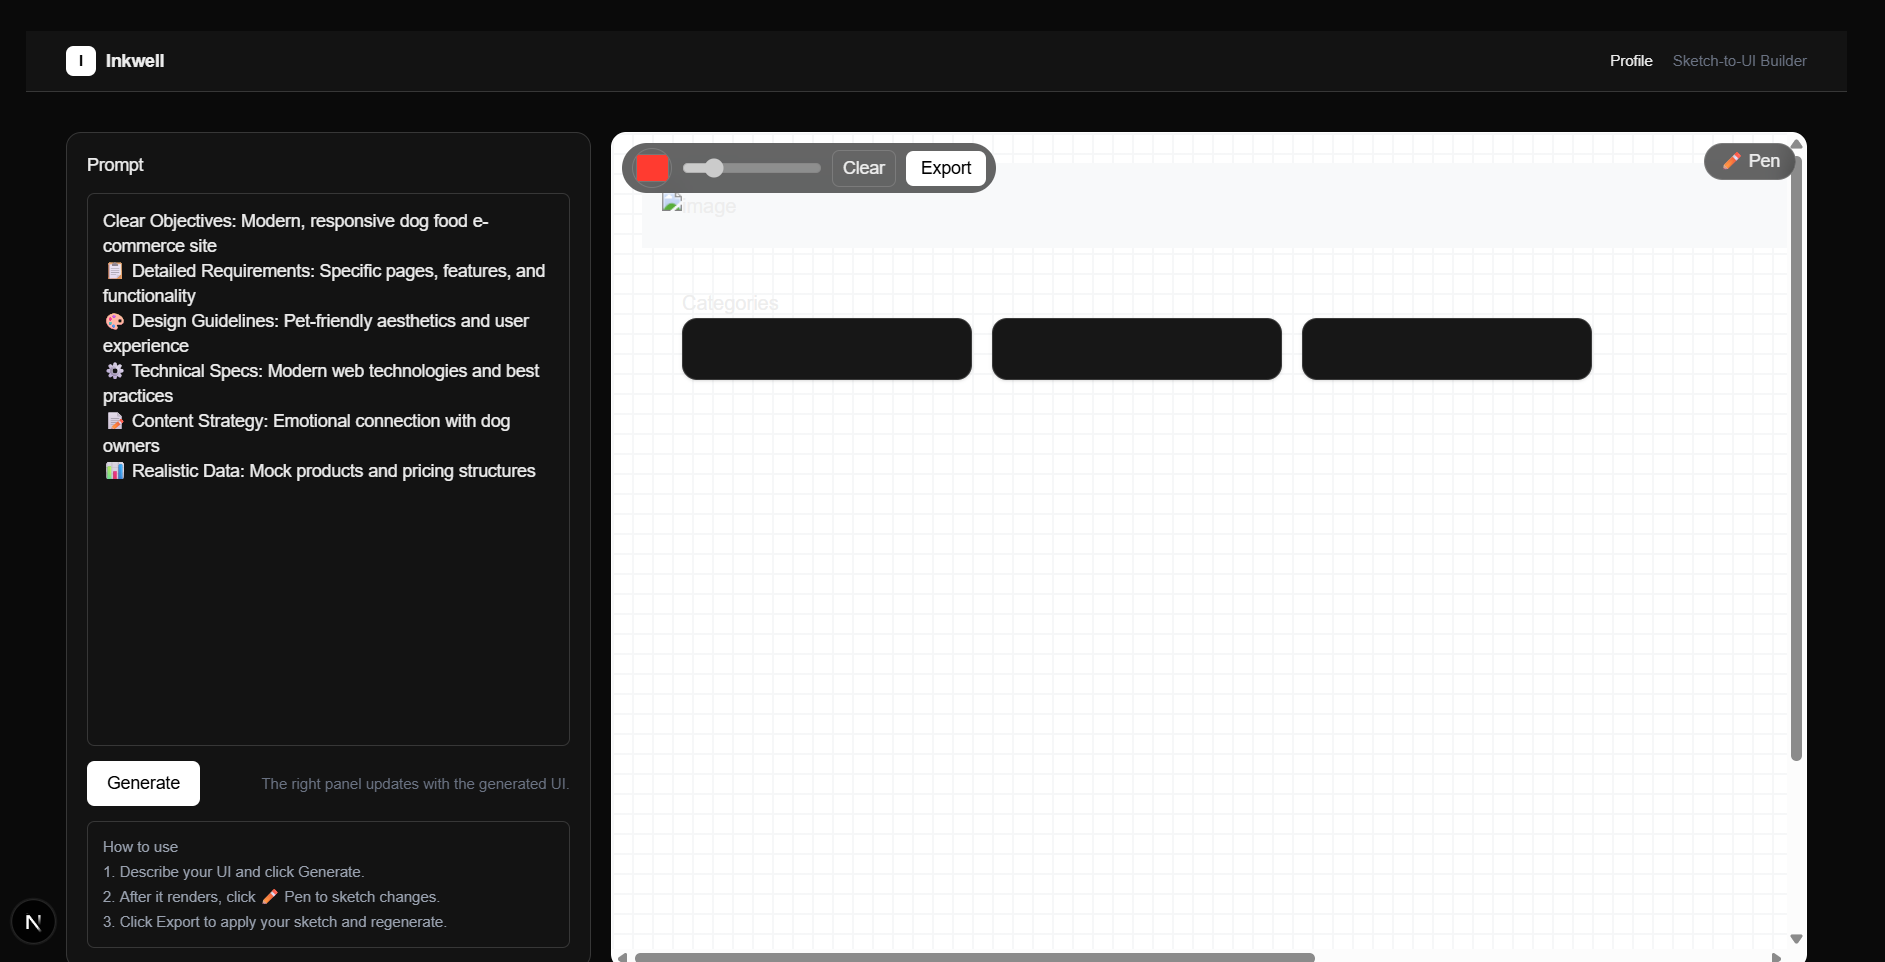 I Inkwell
Profile Sketch-to-UI Builder
Prompt
Clear Objectives: Modern, responsive dog food e-
commerce site
📋 Detailed Requirements: Specific pages, features, and
functionality
🎨 Design Guidelines: Pet-friendly aesthetics and user
experience
⚙️ Technical Specs: Modern web technologies and best
practices
📝 Content Strategy: Emotional connection with dog
owners
📊 Realistic Data: Mock products and pricing structures
Generate
The right panel updates with the generated UI.
How to use
1. Describe your UI and click Generate.
2. After it renders, click ✏️ Pen to sketch changes.
3. Click Export to apply your sketch and regenerate.
N
Clear Export
✏️ Pen
Image
Categories